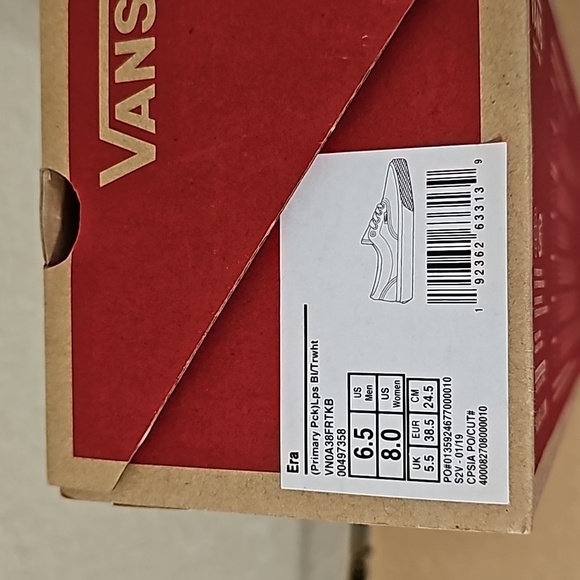 VANS
Era
(Primary Pck)Lps Bl/Trwht
VN0A38FRTKB
00497358
6.5 US Men
8.0 US Women
UK EUR CM
5.5 38.5 24.5
PO#0135924677000010
S2V - 01/19
CPSIA PO/CUT#
400082708000010
1 92362 63313 9